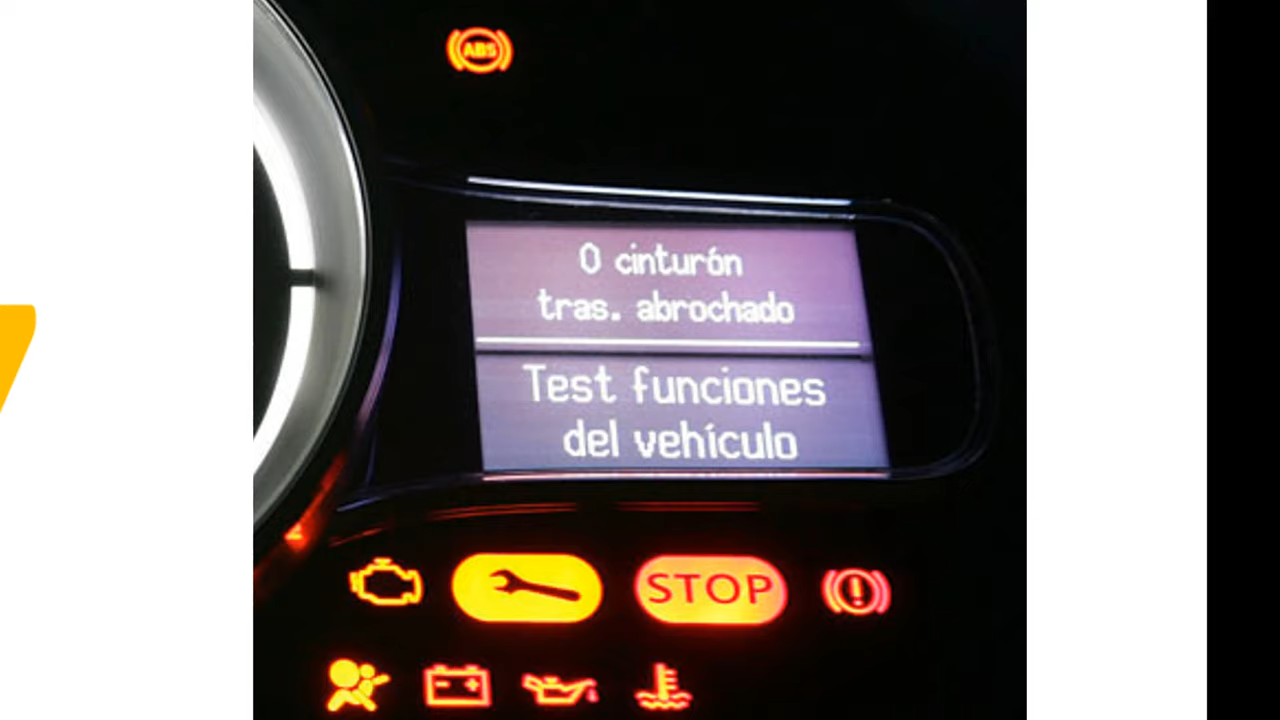 ABS
0 cinturón
tras. abrochado
Test funciones
del vehículo
STOP